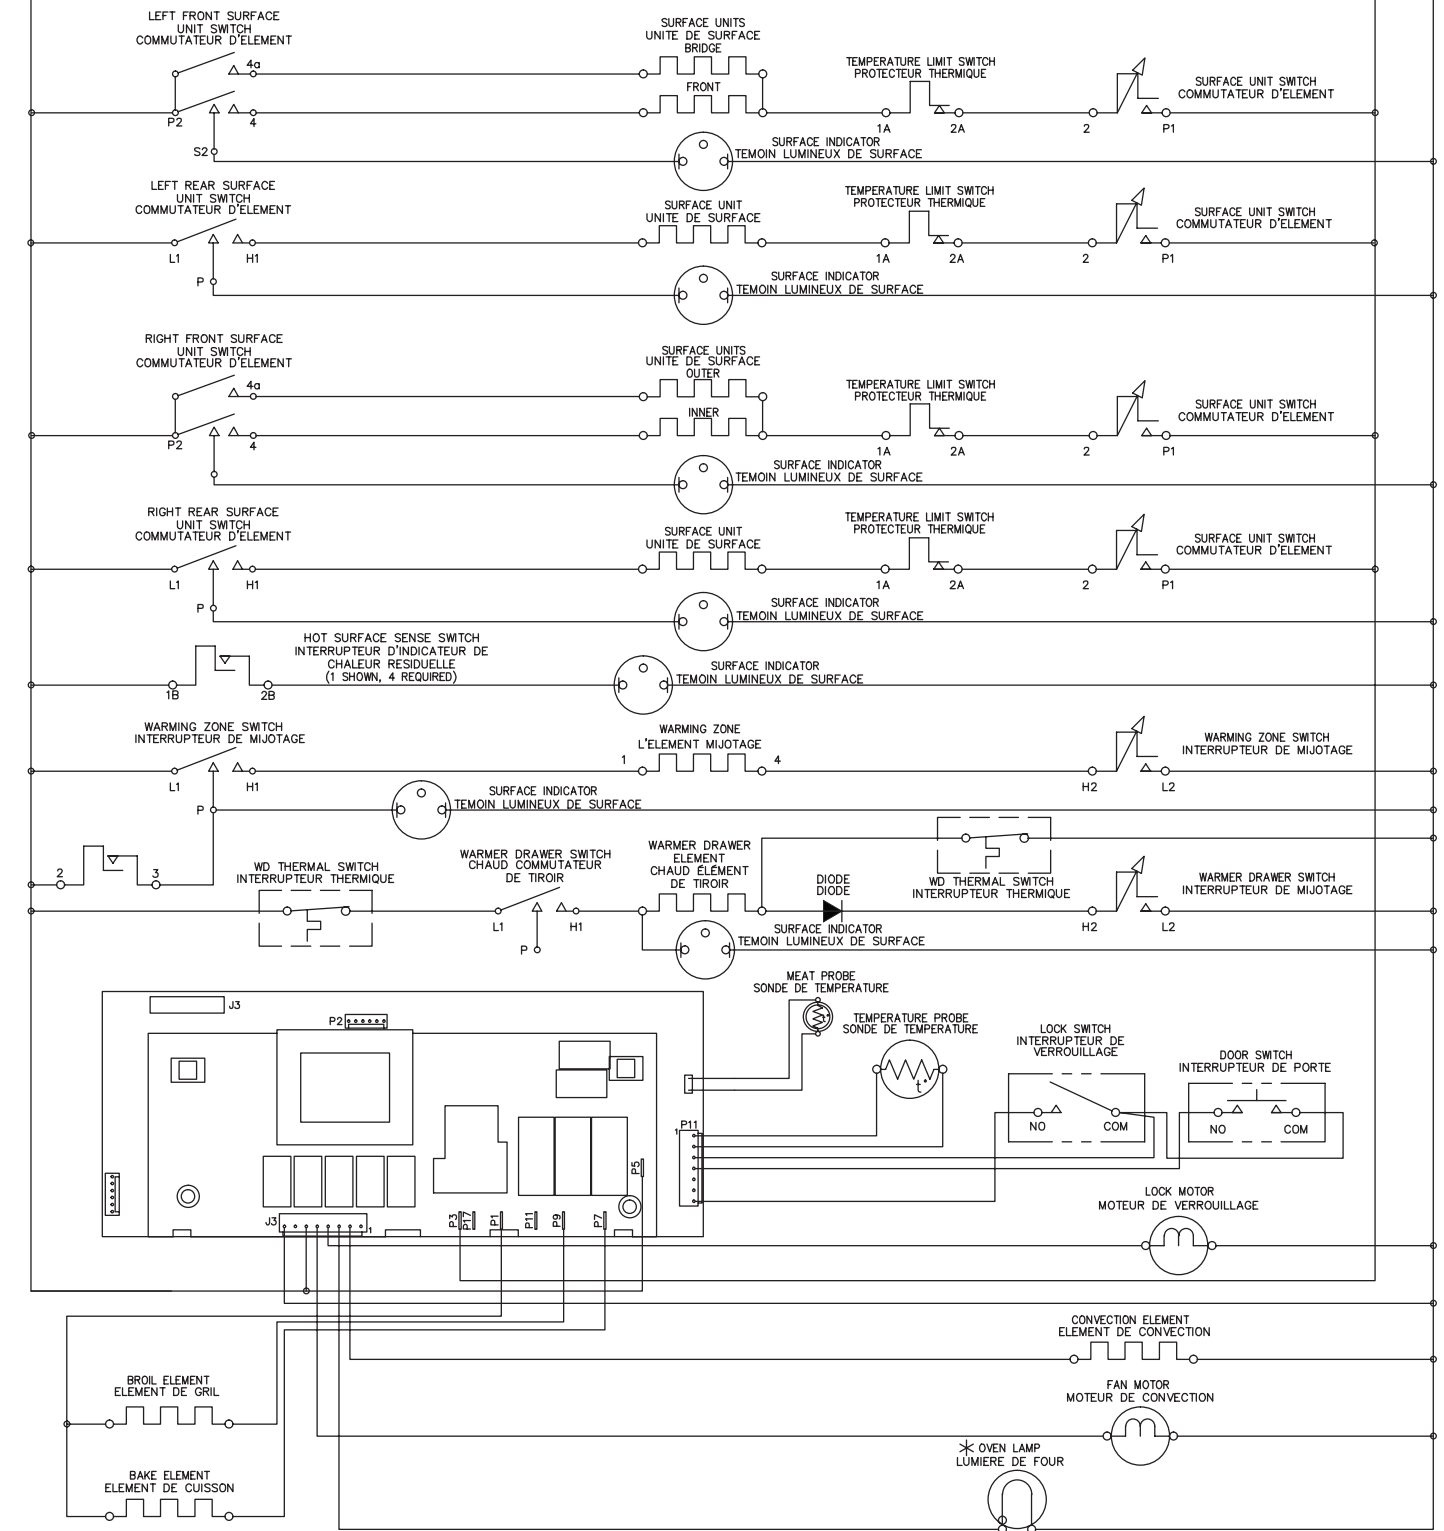 LEFT FRONT SURFACE
UNIT SWITCH
COMMUTATEUR D'ELEMENT
4a
P2
4
S2
SURFACE UNITS
UNITE DE SURFACE
BRIDGE
FRONT
TEMPERATURE LIMIT SWITCH
PROTECTEUR THERMIQUE
1A
2A
2
P1
SURFACE UNIT SWITCH
COMMUTATEUR D'ELEMENT
SURFACE INDICATOR
TEMOIN LUMINEUX DE SURFACE
LEFT REAR SURFACE
UNIT SWITCH
COMMUTATEUR D'ELEMENT
L1
H1
P
SURFACE UNIT
UNITE DE SURFACE
TEMPERATURE LIMIT SWITCH
PROTECTEUR THERMIQUE
1A
2A
2
P1
SURFACE UNIT SWITCH
COMMUTATEUR D'ELEMENT
SURFACE INDICATOR
TEMOIN LUMINEUX DE SURFACE
RIGHT FRONT SURFACE
UNIT SWITCH
COMMUTATEUR D'ELEMENT
4a
P2
4
SURFACE UNITS
UNITE DE SURFACE
OUTER
INNER
TEMPERATURE LIMIT SWITCH
PROTECTEUR THERMIQUE
1A
2A
2
P1
SURFACE UNIT SWITCH
COMMUTATEUR D'ELEMENT
SURFACE INDICATOR
TEMOIN LUMINEUX DE SURFACE
RIGHT REAR SURFACE
UNIT SWITCH
COMMUTATEUR D'ELEMENT
L1
H1
P
SURFACE UNIT
UNITE DE SURFACE
TEMPERATURE LIMIT SWITCH
PROTECTEUR THERMIQUE
1A
2A
2
P1
SURFACE UNIT SWITCH
COMMUTATEUR D'ELEMENT
SURFACE INDICATOR
TEMOIN LUMINEUX DE SURFACE
HOT SURFACE SENSE SWITCH
INTERRUPTEUR D'INDICATEUR DE
CHALEUR RESIDUELLE
(1 SHOWN, 4 REQUIRED)
1B
2B
SURFACE INDICATOR
TEMOIN LUMINEUX DE SURFACE
WARMING ZONE SWITCH
INTERRUPTEUR DE MIJOTAGE
L1
H1
P
WARMING ZONE
L'ELEMENT MIJOTAGE
1
4
H2
L2
WARMING ZONE SWITCH
INTERRUPTEUR DE MIJOTAGE
SURFACE INDICATOR
TEMOIN LUMINEUX DE SURFACE
2
3
WD THERMAL SWITCH
INTERRUPTEUR THERMIQUE
WARMER DRAWER SWITCH
CHAUD COMMUTATEUR
DE TIROIR
L1
H1
P
WARMER DRAWER
ELEMENT
CHAUD ÉLÉMENT
DE TIROIR
DIODE
DIODE
WD THERMAL SWITCH
INTERRUPTEUR THERMIQUE
H2
L2
WARMER DRAWER SWITCH
INTERRUPTEUR DE MIJOTAGE
SURFACE INDICATOR
TEMOIN LUMINEUX DE SURFACE
J3
P2
MEAT PROBE
SONDE DE TEMPERATURE
t°
TEMPERATURE PROBE
SONDE DE TEMPERATURE
t°
LOCK SWITCH
INTERRUPTEUR DE
VERROUILLAGE
NO
COM
DOOR SWITCH
INTERRUPTEUR DE PORTE
NO
COM
P11
1
P5
J3
1
P3
P17
P1
P11
P9
P7
LOCK MOTOR
MOTEUR DE VERROUILLAGE
CONVECTION ELEMENT
ELEMENT DE CONVECTION
BROIL ELEMENT
ELEMENT DE GRIL
FAN MOTOR
MOTEUR DE CONVECTION
* OVEN LAMP
LUMIERE DE FOUR
BAKE ELEMENT
ELEMENT DE CUISSON